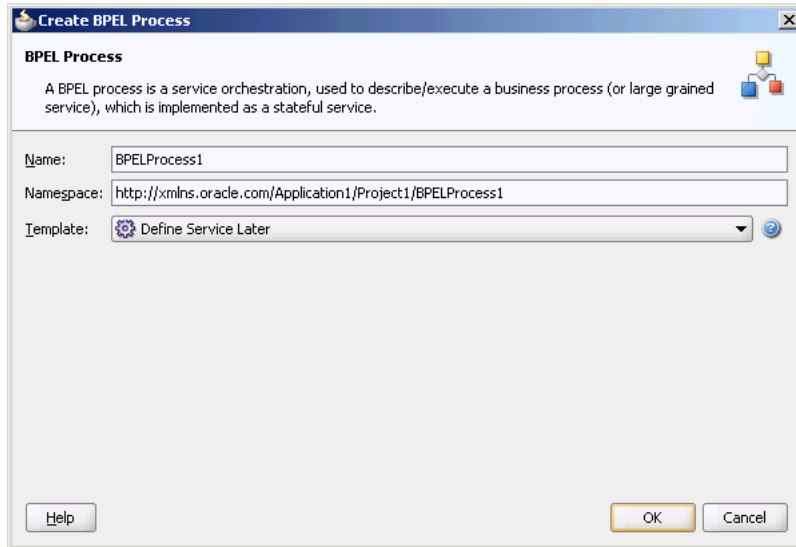 Create BPEL Process
BPEL Process
A BPEL process is a service orchestration, used to describe/execute a business process (or large grained
service), which is implemented as a stateful service.
Name: BPELProcess1
Namespace: http://xmlns.oracle.com/Application1/Project1/BPELProcess1
Template: Define Service Later
Help OK Cancel